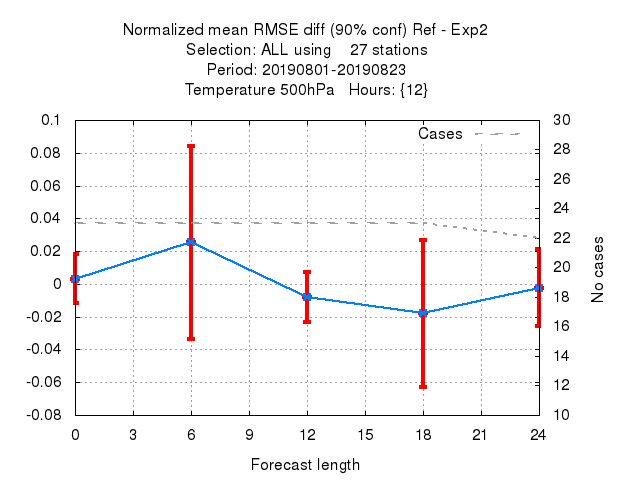 Normalized mean RMSE diff (90% conf) Ref - Exp2
Selection: ALL using    27 stations
Period: 20190801-20190823
Temperature 500hPa   Hours: {12}
Cases
0.1
0.08
0.06
0.04
0.02
0
-0.02
-0.04
-0.06
-0.08
30
28
26
24
22
20
18
16
14
12
10
No cases
0 3 6 9 12 15 18 21 24
Forecast length